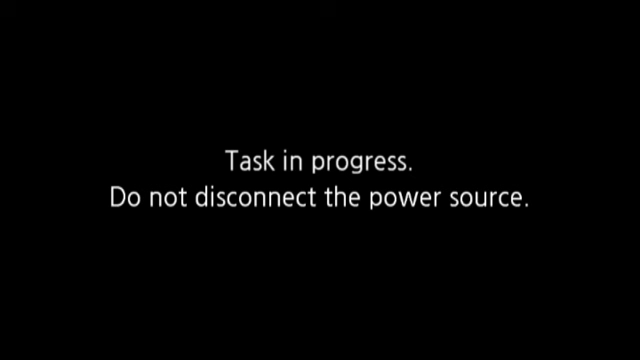 Task in progress.
Do not disconnect the power source.